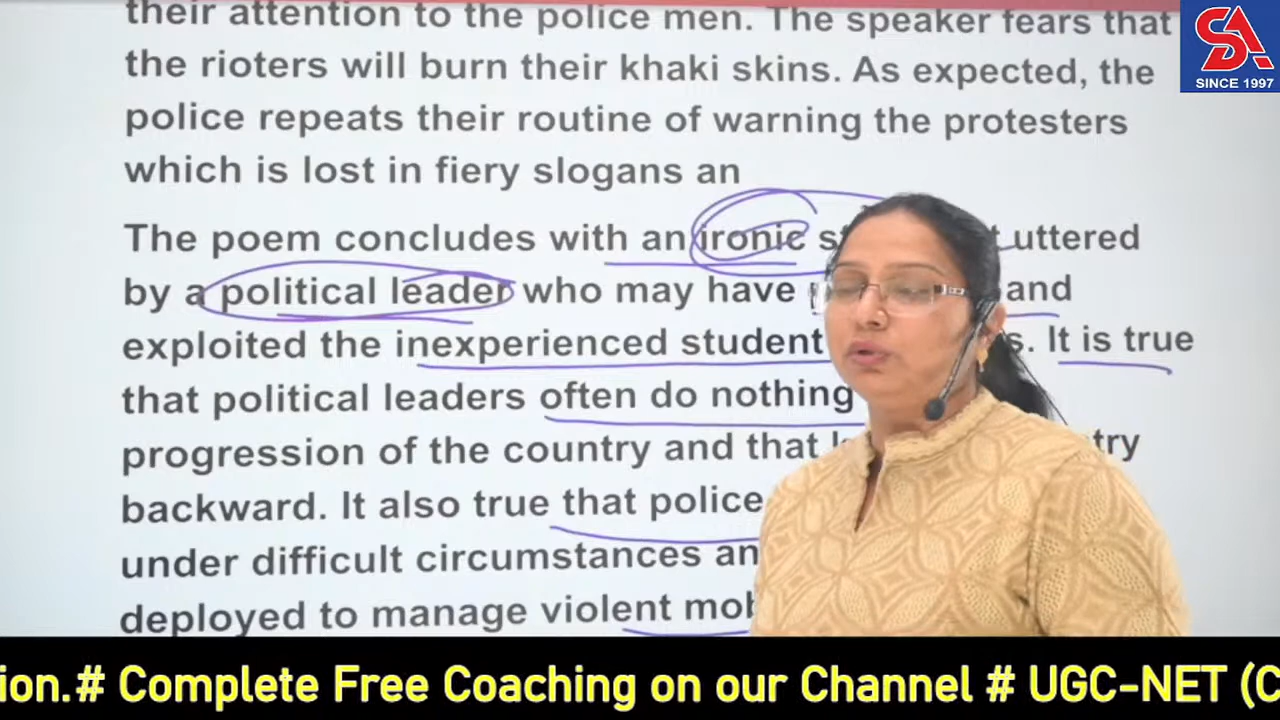 their attention to the police men. The speaker fears that
SA
SINCE 1997
the rioters will burn their khaki skins. As expected, the
police repeats their routine of warning the protesters
which is lost in fiery slogans an
The poem concludes with an ironic uttered
by a political leader who may have and
exploited the inexperienced student It is true
that political leaders often do nothing
progression of the country and that
backward. It also true that police
under difficult circumstances
deployed to manage violent
ion.# Complete Free Coaching on our Channel # UGC-NET (C